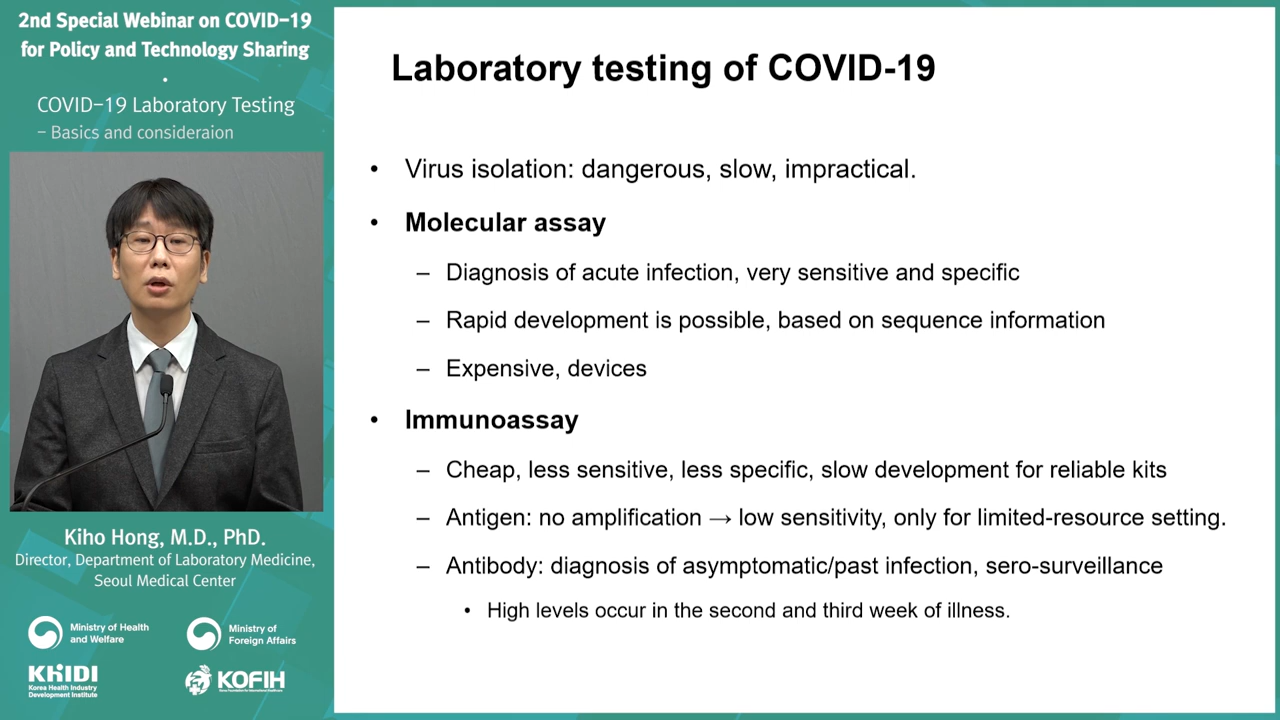 2nd Special Webinar on COVID-19
for Policy and Technology Sharing
COVID-19 Laboratory Testing
- Basics and consideraion
Kiho Hong, M.D., PhD.
Director, Department of Laboratory Medicine,
Seoul Medical Center
Ministry of Health
and Welfare
Ministry of
Foreign Affairs
KHIDI
Korea Health Industry
Development Institute
KOFIH
Korea Foundation for International Healthcare
Laboratory testing of COVID-19
• Virus isolation: dangerous, slow, impractical.
• Molecular assay
– Diagnosis of acute infection, very sensitive and specific
– Rapid development is possible, based on sequence information
– Expensive, devices
• Immunoassay
– Cheap, less sensitive, less specific, slow development for reliable kits
– Antigen: no amplification → low sensitivity, only for limited-resource setting.
– Antibody: diagnosis of asymptomatic/past infection, sero-surveillance
• High levels occur in the second and third week of illness.